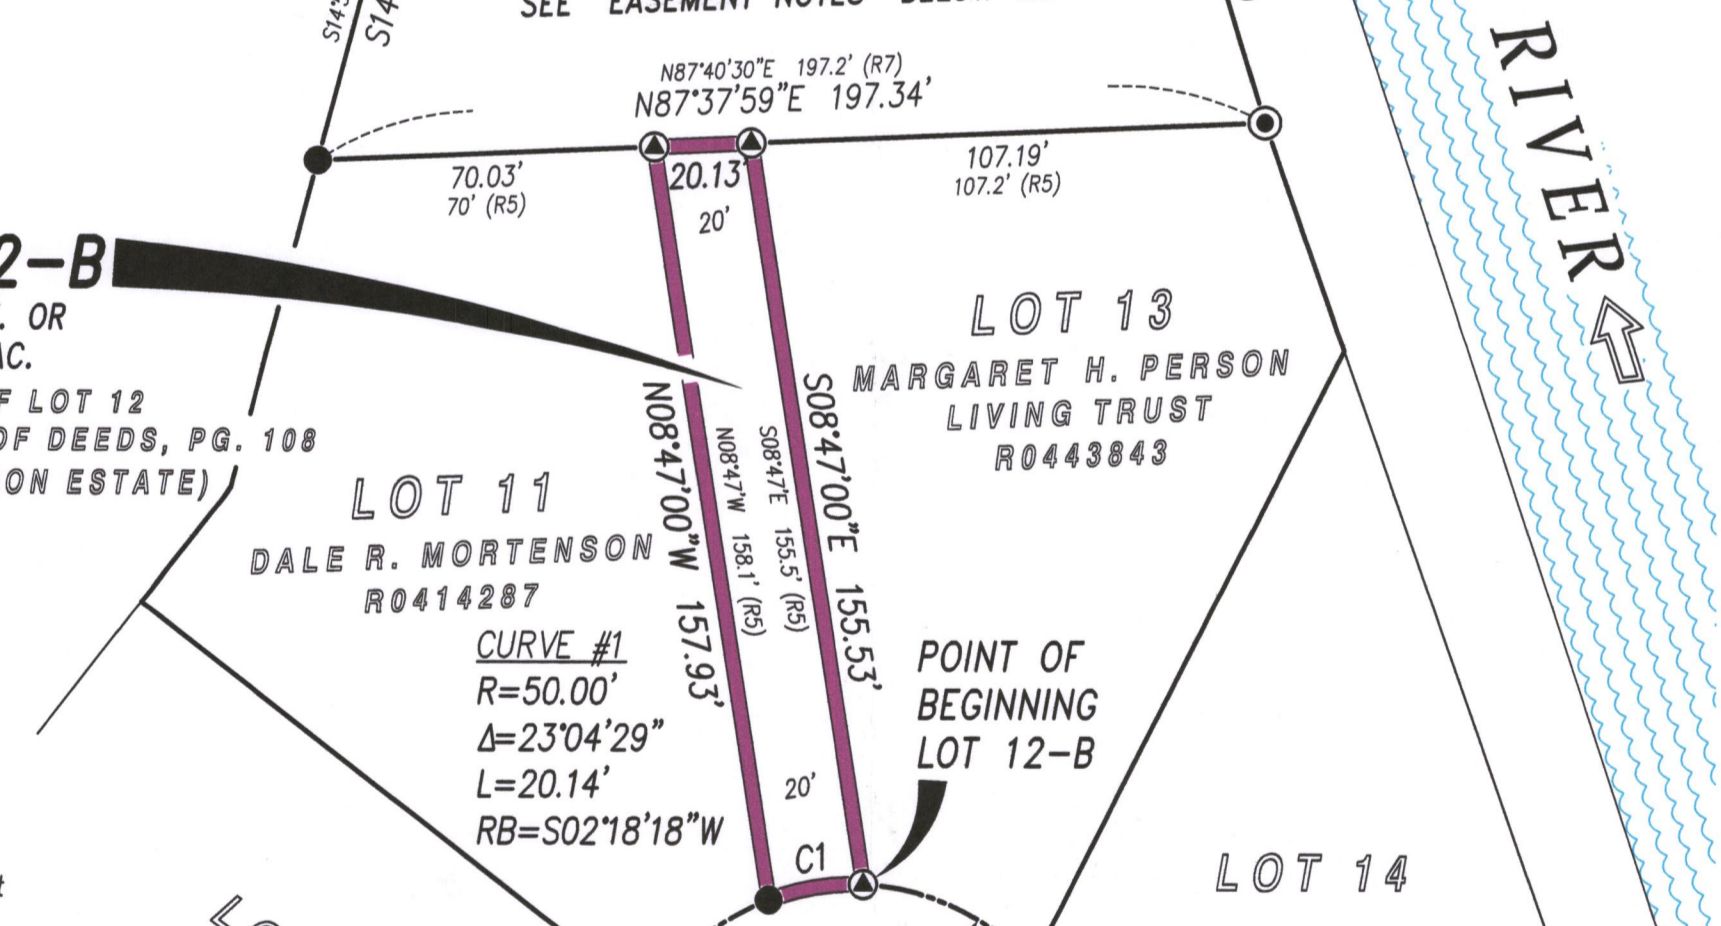 SEE "EASEMENT NOTES" BELOW
S14°
S14
N87°40'30"E 197.2' (R7)
N87°37'59"E 197.34'
70.03'
70' (R5)
20.13'
20'
107.19'
107.2' (R5)
RIVER
2-B
. OR
AC.
F LOT 12
OF DEEDS, PG. 108
ON ESTATE)
LOT 13
MARGARET H. PERSON
LIVING TRUST
R0443843
N08°47'00"W 157.93'
N08°47'W 158.1' (R5)
S08°47'E 155.5' (R5)
S08°47'00"E 155.53'
LOT 11
DALE R. MORTENSON
R0414287
CURVE #1
R=50.00'
Δ=23°04'29"
L=20.14'
RB=S02°18'18"W
POINT OF
BEGINNING
LOT 12-B
20'
C1
LOT 14